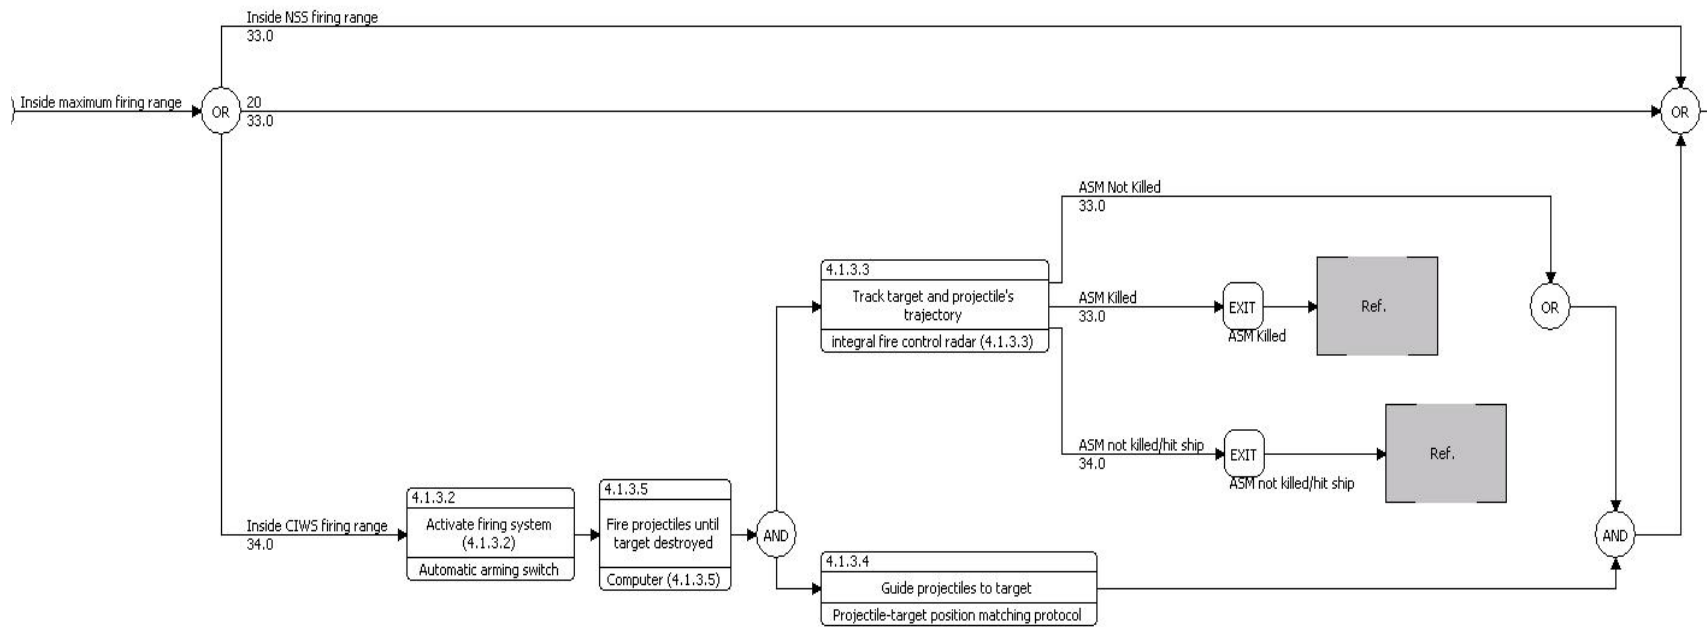 Inside NSS firing range
33.0
Inside maximum firing range
OR
20
33.0
OR
ASM Not Killed
33.0
4.1.3.3
Track target and projectile's
trajectory
integral fire control radar (4.1.3.3)
ASM Killed
33.0
EXIT
ASM Killed
Ref.
OR
ASM not killed/hit ship
34.0
EXIT
ASM not killed/hit ship
Ref.
Inside CIWS firing range
34.0
4.1.3.2
Activate firing system
(4.1.3.2)
Automatic arming switch
4.1.3.5
Fire projectiles until
target destroyed
Computer (4.1.3.5)
AND
4.1.3.4
Guide projectiles to target
Projectile-target position matching protocol
AND